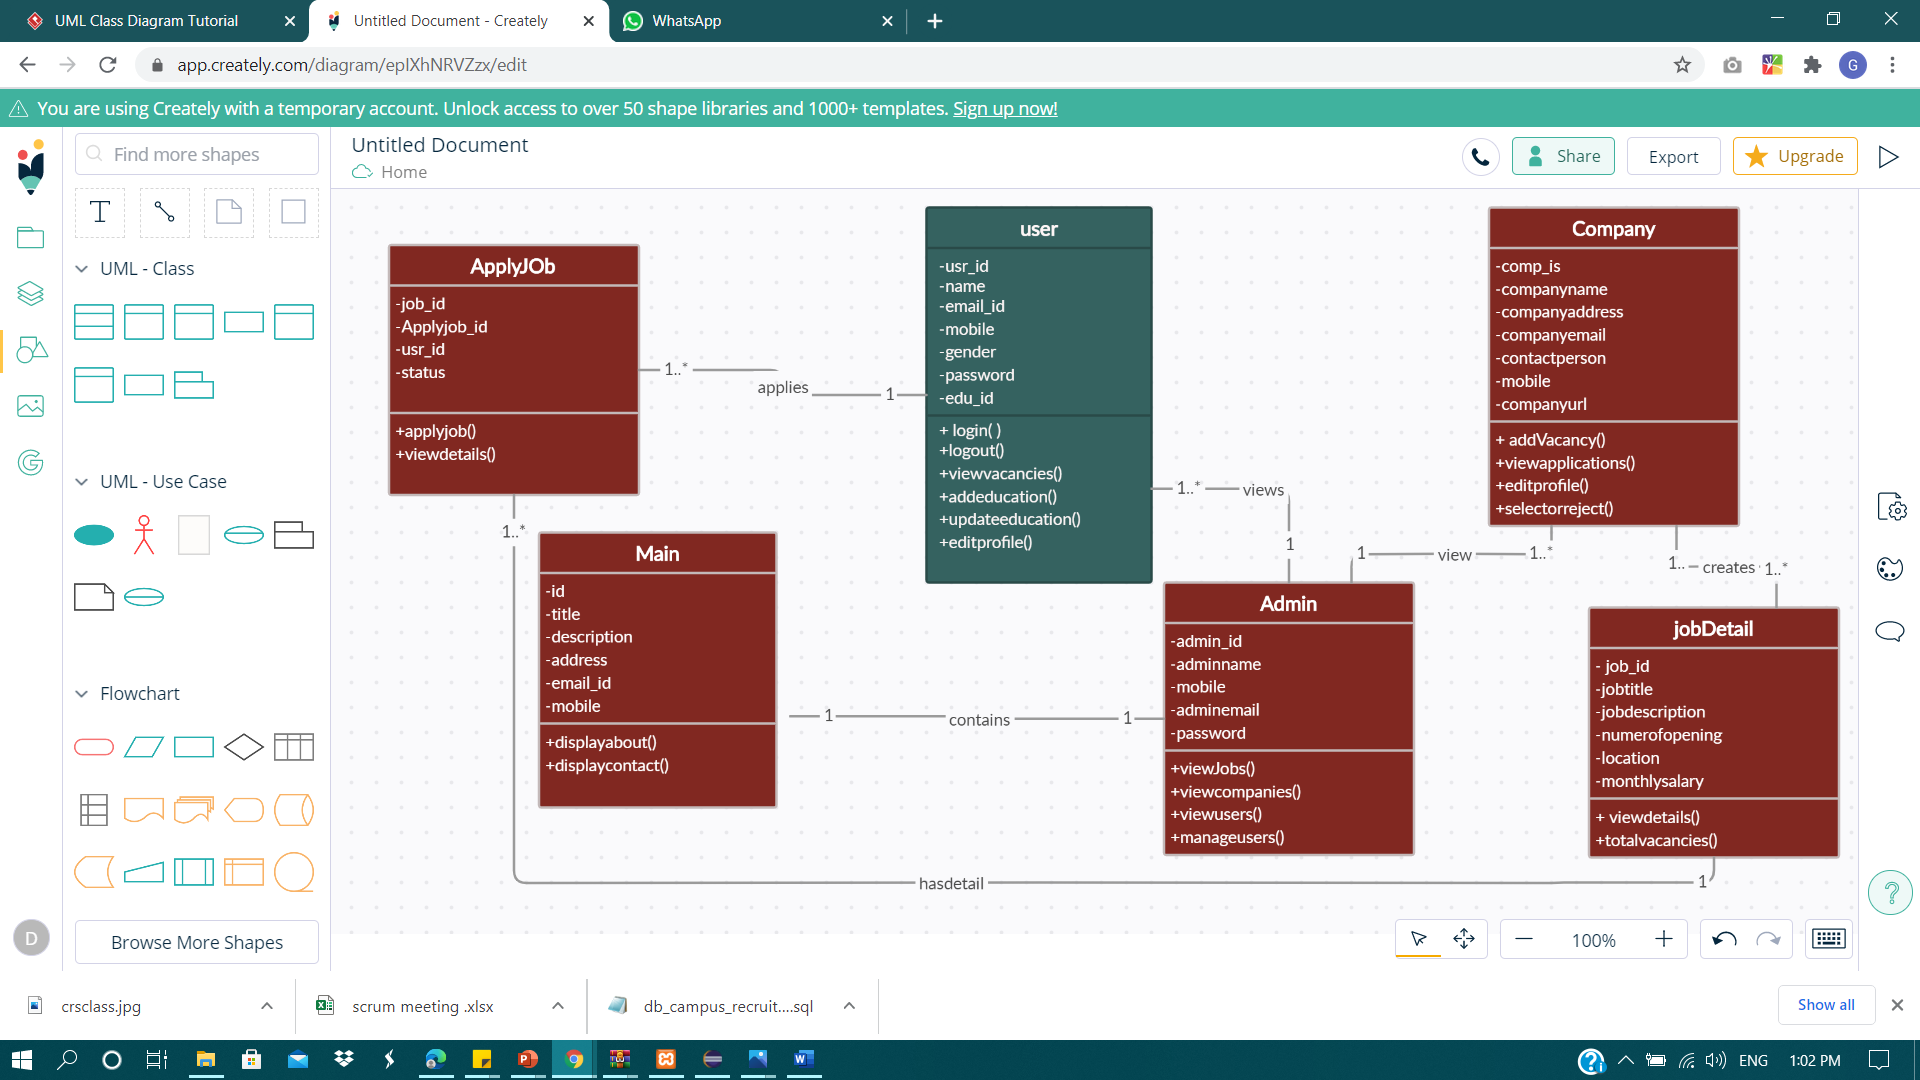 UML Class Diagram Tutorial
Untitled Document - Creately
WhatsApp
app.creately.com/diagram/epIXhNRVZzx/edit
G
You are using Creately with a temporary account. Unlock access to over 50 shape libraries and 1000+ templates. Sign up now!
Find more shapes
T
UML - Class
UML - Use Case
Flowchart
Browse More Shapes
D
Untitled Document
Home
Share
Export
Upgrade
ApplyJOb
-job_id
-Applyjob_id
-usr_id
-status
+applyjob()
+viewdetails()
1..*
applies
1
user
-usr_id
-name
-email_id
-mobile
-gender
-password
-edu_id
+ login( )
+logout()
+viewvacancies()
+addeducation()
+updateeducation()
+editprofile()
1..*
views
1
Company
-comp_is
-companyname
-companyaddress
-companyemail
-contactperson
-mobile
-companyurl
+ addVacancy()
+viewapplications()
+editprofile()
+selectorreject()
1
view
1..*
1..
creates
1..*
1..*
Main
-id
-title
-description
-address
-email_id
-mobile
+displayabout()
+displaycontact()
1
contains
1
Admin
-admin_id
-adminname
-mobile
-adminemail
-password
+viewJobs()
+viewcompanies()
+viewusers()
+manageusers()
jobDetail
- job_id
-jobtitle
-jobdescription
-numerofopening
-location
-monthlysalary
+ viewdetails()
+totalvacancies()
hasdetail
1
?
100%
crsclass.jpg
scrum meeting .xlsx
db_campus_recruit....sql
Show all
ENG
1:02 PM